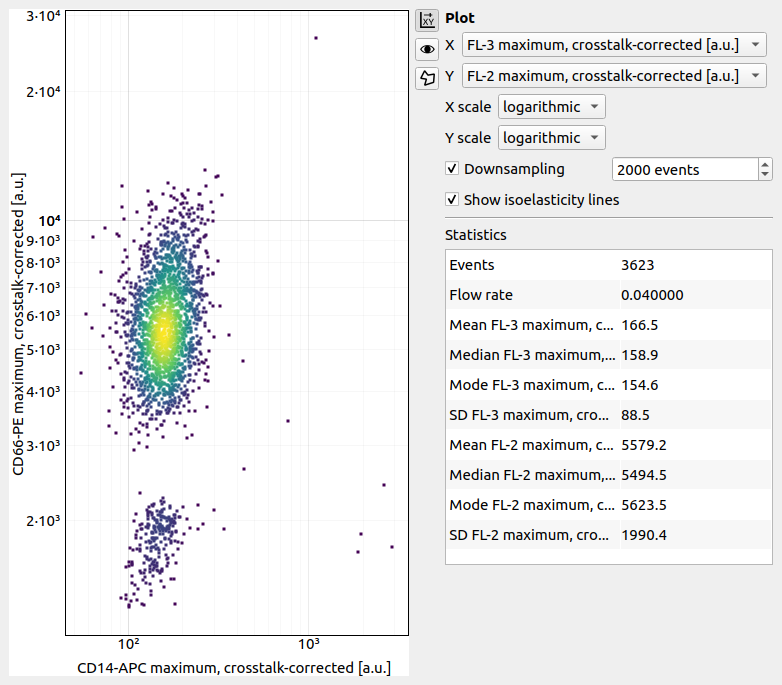 3·10⁴
2·10⁴
10⁴
9·10³
8·10³
7·10³
6·10³
5·10³
4·10³
3·10³
2·10³
CD66-PE maximum, crosstalk-corrected [a.u.]
10²
10³
CD14-APC maximum, crosstalk-corrected [a.u.]
XY
Plot
X FL-3 maximum, crosstalk-corrected [a.u.]
Y FL-2 maximum, crosstalk-corrected [a.u.]
X scale logarithmic
Y scale logarithmic
Downsampling 2000 events
Show isoelasticity lines
Statistics
Events 3623
Flow rate 0.040000
Mean FL-3 maximum, c... 166.5
Median FL-3 maximum,... 158.9
Mode FL-3 maximum, c... 154.6
SD FL-3 maximum, cro... 88.5
Mean FL-2 maximum, c... 5579.2
Median FL-2 maximum,... 5494.5
Mode FL-2 maximum, c... 5623.5
SD FL-2 maximum, cro... 1990.4